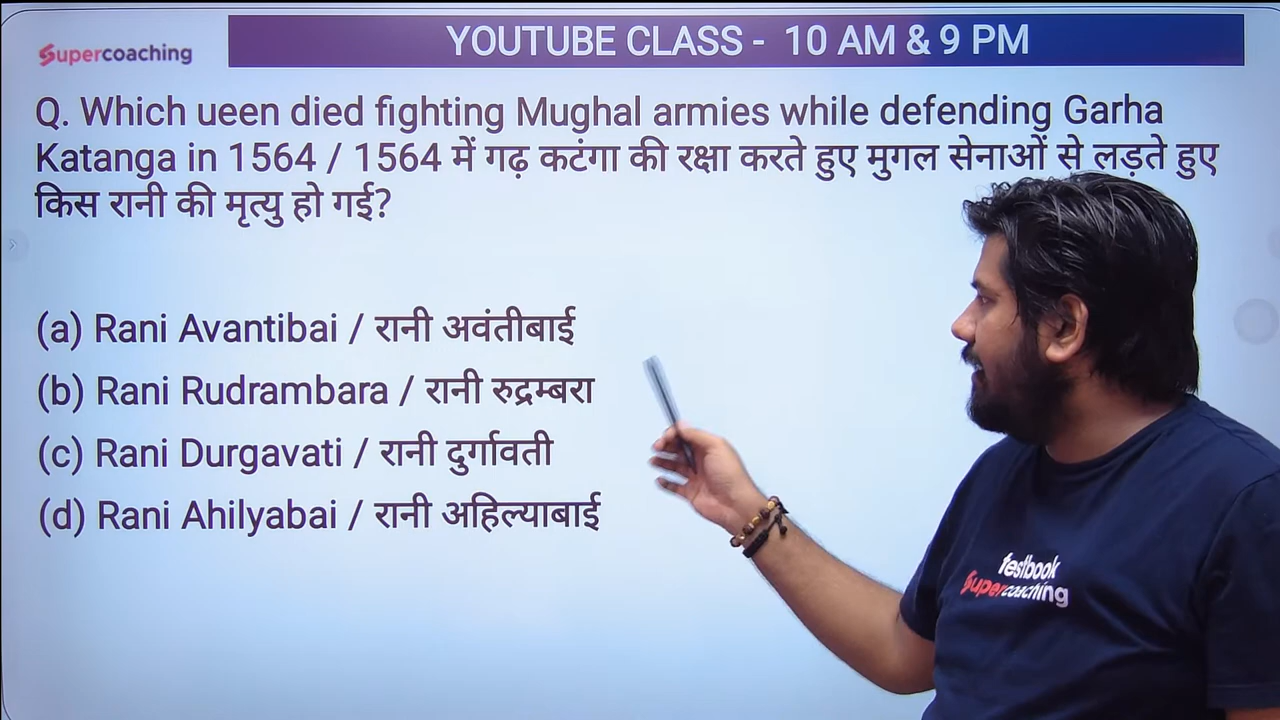 Supercoaching
YOUTUBE CLASS - 10 AM & 9 PM
Q. Which ueen died fighting Mughal armies while defending Garha
Katanga in 1564 / 1564 में गढ़ कटंगा की रक्षा करते हुए मुगल सेनाओं से लड़ते हुए
किस रानी की मृत्यु हो गई?
(a) Rani Avantibai / रानी अवंतीबाई
(b) Rani Rudrambara / रानी रुद्रम्बरा
(c) Rani Durgavati / रानी दुर्गावती
(d) Rani Ahilyabai / रानी अहिल्याबाई
testbook
Supercoaching